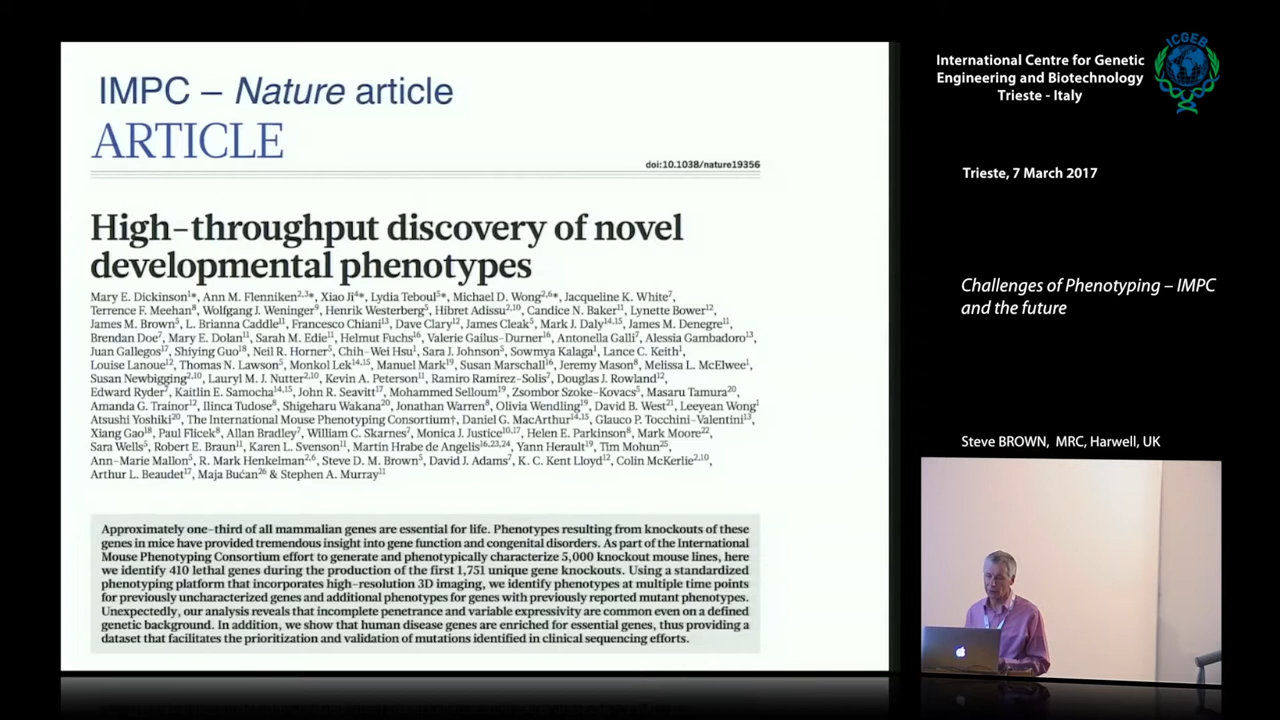 IMPC – Nature article
ARTICLE
doi:10.1038/nature19356
High-throughput discovery of novel
developmental phenotypes
Mary E. Dickinson1*, Ann M. Flenniken2,3*, Xiao Ji4*, Lydia Teboul5*, Michael D. Wong2,6*, Jacqueline K. White7,
Terrence F. Meehan8, Wolfgang J. Weninger9, Henrik Westerberg5, Hibret Adissu2,10, Candice N. Baker11, Lynette Bower12,
James M. Brown5, L. Brianna Caddle11, Francesco Chiani13, Dave Clary12, James Cleak5, Mark J. Daly14,15, James M. Denegre11,
Brendan Doe7, Mary E. Dolan11, Sarah M. Edie11, Helmut Fuchs16, Valerie Gailus-Durner16, Antonella Galli7, Alessia Gambadoro13,
Juan Gallegos17, Shiying Guo18, Neil R. Horner5, Chih-Wei Hsu1, Sara J. Johnson5, Sowmya Kalaga1, Lance C. Keith1,
Louise Lanoue12, Thomas N. Lawson5, Monkol Lek14,15, Manuel Mark19, Susan Marschall16, Jeremy Mason8, Melissa L. McElwee1,
Susan Newbigging2,10, Lauryl M. J. Nutter2,10, Kevin A. Peterson11, Ramiro Ramirez-Solis7, Douglas J. Rowland12,
Edward Ryder7, Kaitlin E. Samocha14,15, John R. Seavitt17, Mohammed Selloum19, Zsombor Szoke-Kovacs5, Masaru Tamura20,
Amanda G. Trainor12, Ilinca Tudose8, Shigeharu Wakana20, Jonathan Warren8, Olivia Wendling19, David B. West21, Leeyean Wong1
Atsushi Yoshiki20, The International Mouse Phenotyping Consortium†, Daniel G. MacArthur14,15, Glauco P. Tocchini-Valentini13,
Xiang Gao18, Paul Flicek8, Allan Bradley7, William C. Skarnes7, Monica J. Justice10,17, Helen E. Parkinson8, Mark Moore22,
Sara Wells5, Robert E. Braun11, Karen L. Svenson11, Martin Hrabe de Angelis16,23,24, Yann Herault19, Tim Mohun25,
Ann-Marie Mallon5, R. Mark Henkelman2,6, Steve D. M. Brown5, David J. Adams7, K. C. Kent Lloyd12, Colin McKerlie2,10,
Arthur L. Beaudet17, Maja Bućan26 & Stephen A. Murray11
Approximately one-third of all mammalian genes are essential for life. Phenotypes resulting from knockouts of these
genes in mice have provided tremendous insight into gene function and congenital disorders. As part of the International
Mouse Phenotyping Consortium effort to generate and phenotypically characterize 5,000 knockout mouse lines, here
we identify 410 lethal genes during the production of the first 1,751 unique gene knockouts. Using a standardized
phenotyping platform that incorporates high-resolution 3D imaging, we identify phenotypes at multiple time points
for previously uncharacterized genes and additional phenotypes for genes with previously reported mutant phenotypes.
Unexpectedly, our analysis reveals that incomplete penetrance and variable expressivity are common even on a defined
genetic background. In addition, we show that human disease genes are enriched for essential genes, thus providing a
dataset that facilitates the prioritization and validation of mutations identified in clinical sequencing efforts.
International Centre for Genetic
Engineering and Biotechnology
Trieste - Italy
ICGEB
Trieste, 7 March 2017
Challenges of Phenotyping – IMPC
and the future
Steve BROWN, MRC, Harwell, UK